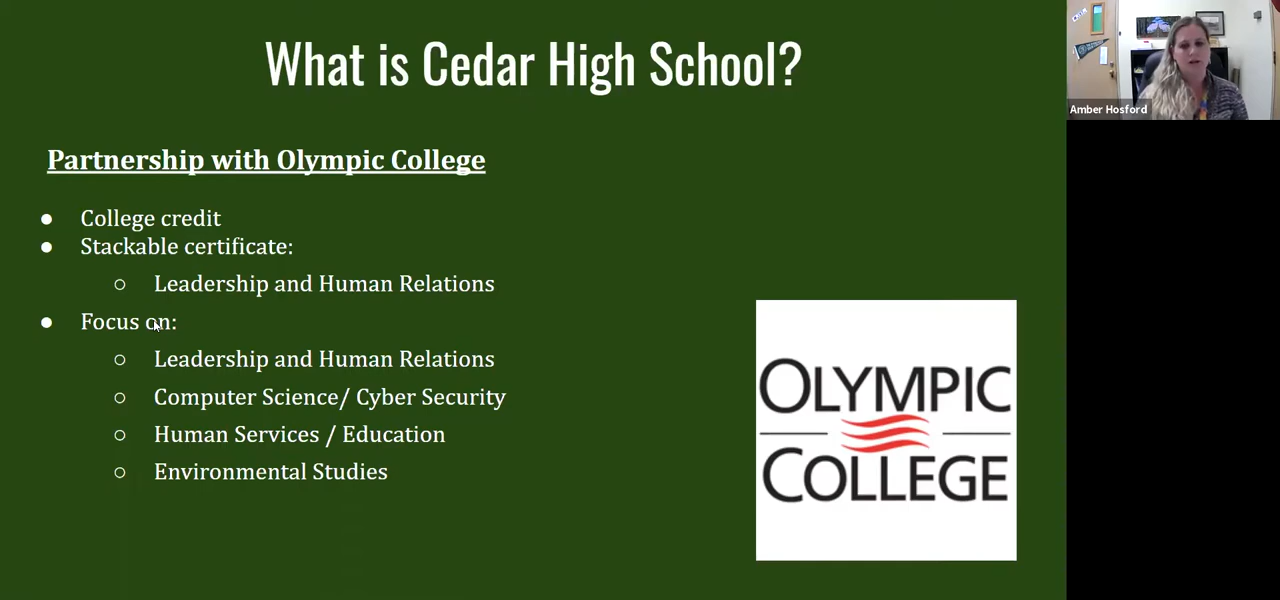 What is Cedar High School?
Partnership with Olympic College
● College credit
● Stackable certificate:
○ Leadership and Human Relations
● Focus on:
○ Leadership and Human Relations
○ Computer Science/ Cyber Security
○ Human Services / Education
○ Environmental Studies
OLYMPIC
COLLEGE
Amber Hosford